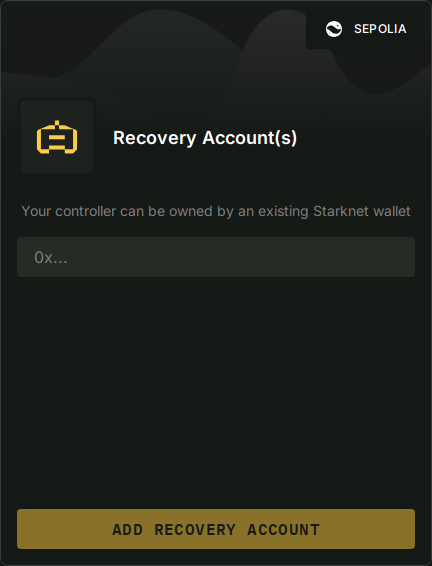 SEPOLIA
Recovery Account(s)
Your controller can be owned by an existing Starknet wallet
0x...
ADD RECOVERY ACCOUNT